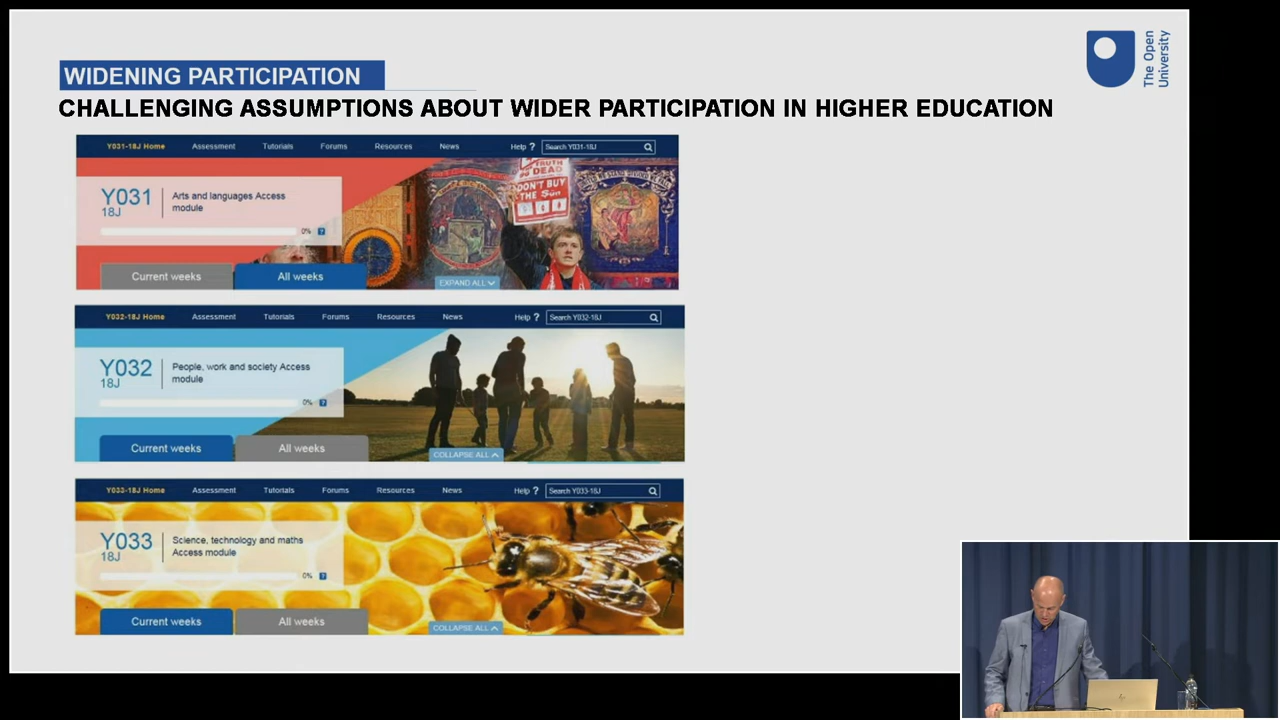 WIDENING PARTICIPATION
The Open
University
CHALLENGING ASSUMPTIONS ABOUT WIDER PARTICIPATION IN HIGHER EDUCATION
Y031-18J Home Assessment Tutorials Forums Resources News Help ? Search Y031-18J
TRUTH
DEAD
DON'T BUY
THE Sun
Y031
18J
Arts and languages Access
module
0% ?
Current weeks All weeks EXPAND ALL
Y032-18J Home Assessment Tutorials Forums Resources News Help ? Search Y032-18J
Y032
18J
People, work and society Access
module
0% ?
Current weeks All weeks COLLAPSE ALL
Y033-18J Home Assessment Tutorials Forums Resources News Help ? Search Y033-18J
Y033
18J
Science, technology and maths
Access module
0% ?
Current weeks All weeks COLLAPSE ALL